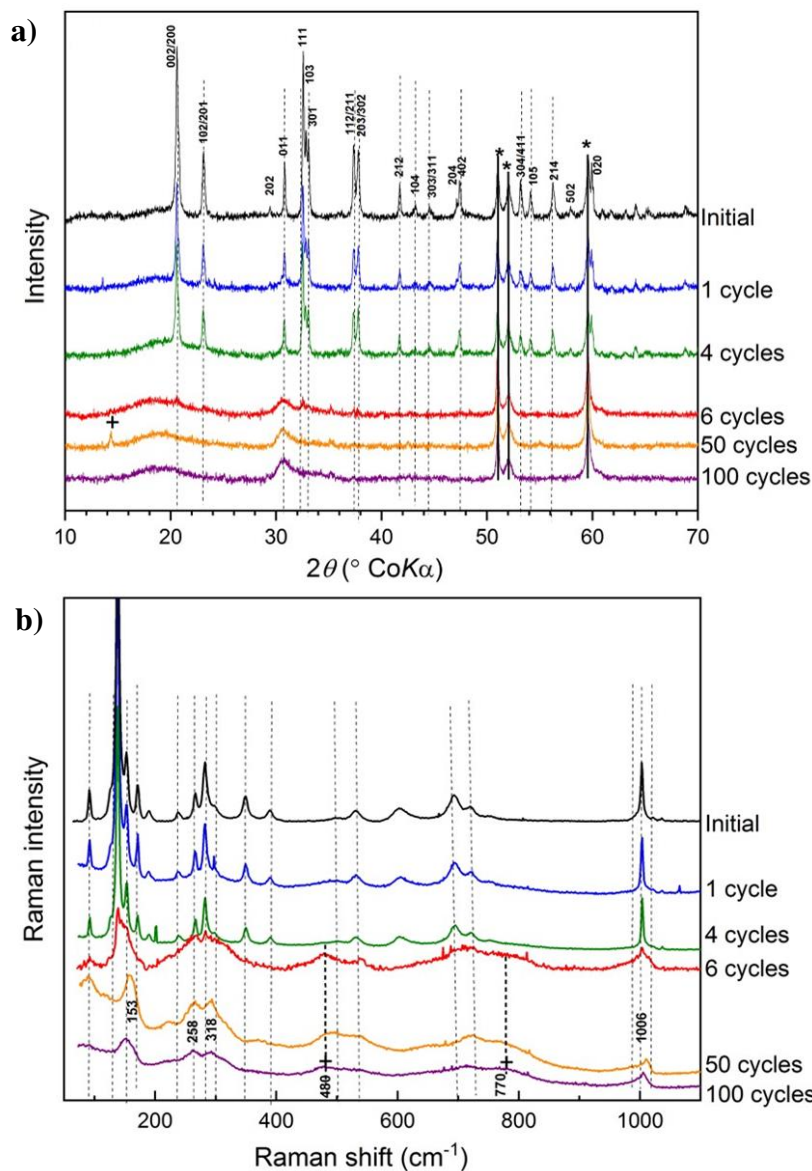 a)
002/200
102/201
202
011
111
103
301
112/211
203/302
212
104
303/311
204
402
*
*
304/411
105
214
502
*
020
Initial
1 cycle
4 cycles
6 cycles
50 cycles
100 cycles
+
Intensity
10 20 30 40 50 60 70
2θ (° CoKα)
b)
Initial
1 cycle
4 cycles
6 cycles
50 cycles
100 cycles
153
258
318
480
+
770
+
1006
Raman intensity
200 400 600 800 1000
Raman shift (cm-1)